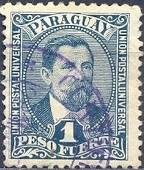 PARAGUAY
UNION POSTAL UNIVERSAL
UNION POSTAL UNIVERSAL
1
PESO FUERTE